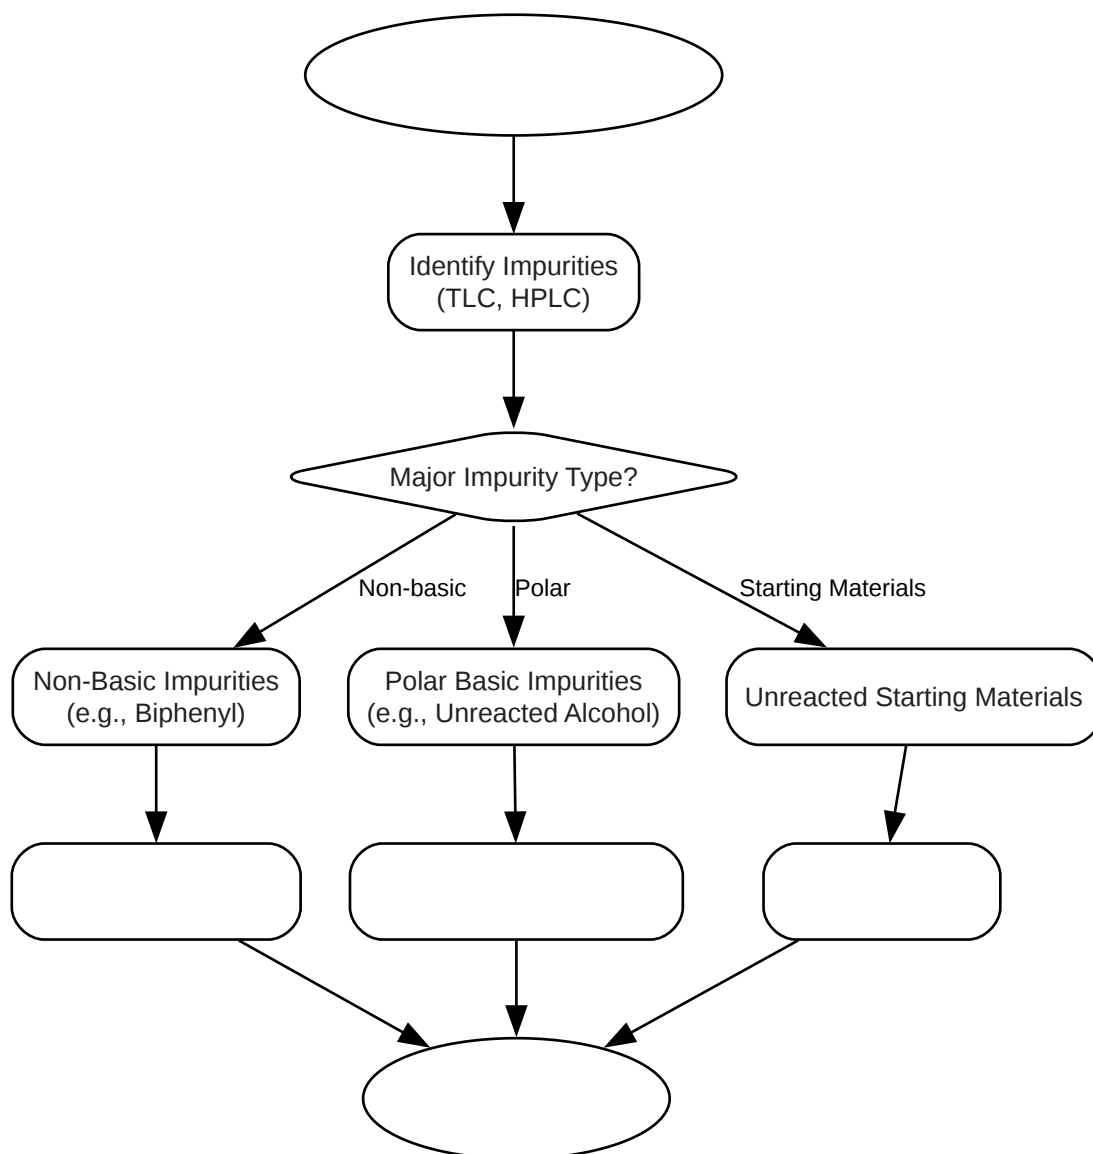 Identify Impurities
(TLC, HPLC)
Major Impurity Type?
Non-basic
Polar
Starting Materials
Non-Basic Impurities
(e.g., Biphenyl)
Polar Basic Impurities
(e.g., Unreacted Alcohol)
Unreacted Starting Materials